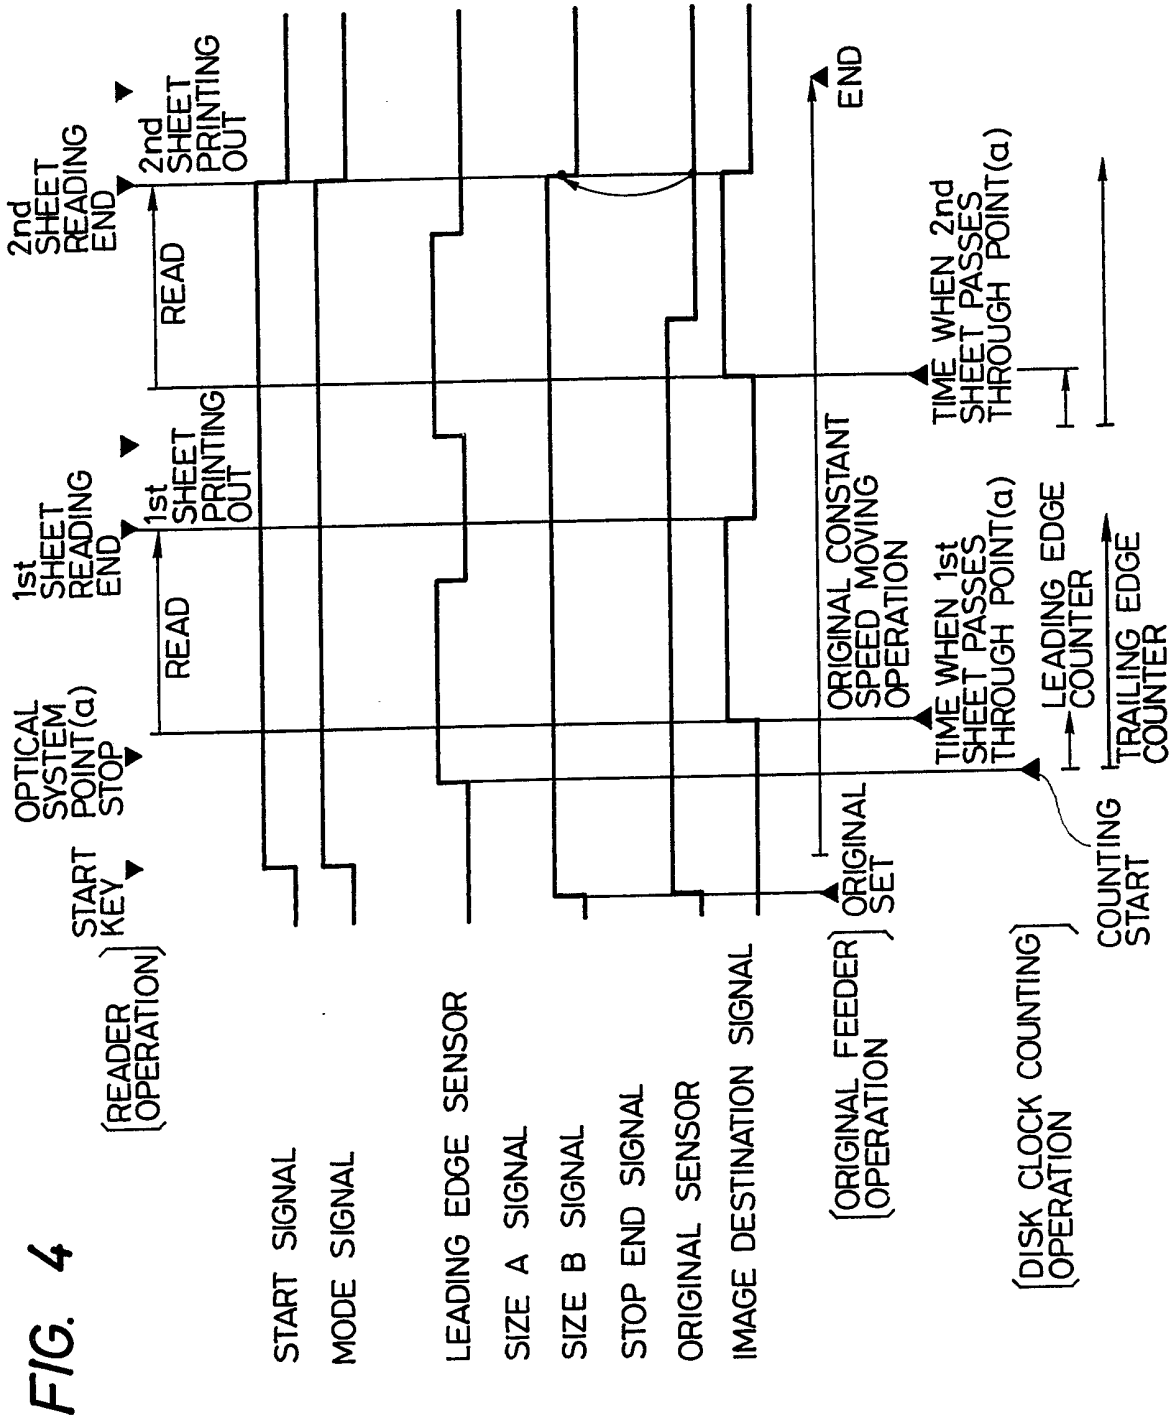 FIG. 4
(READER
OPERATION)
START
KEY
OPTICAL
SYSTEM
POINT(a)
STOP
1st
SHEET
READING
END
1st
SHEET
PRINTING
OUT
2nd
SHEET
READING
END
2nd
SHEET
PRINTING
OUT
READ
READ
START SIGNAL
MODE SIGNAL
LEADING EDGE SENSOR
SIZE A SIGNAL
SIZE B SIGNAL
STOP END SIGNAL
ORIGINAL SENSOR
IMAGE DESTINATION SIGNAL
(ORIGINAL FEEDER
OPERATION)
ORIGINAL
SET
ORIGINAL CONSTANT
SPEED MOVING
OPERATION
END
TIME WHEN 1st
SHEET PASSES
THROUGH POINT(a)
TIME WHEN 2nd
SHEET PASSES
THROUGH POINT(a)
(DISK CLOCK COUNTING
OPERATION)
COUNTING
START
LEADING EDGE
COUNTER
TRAILING EDGE
COUNTER